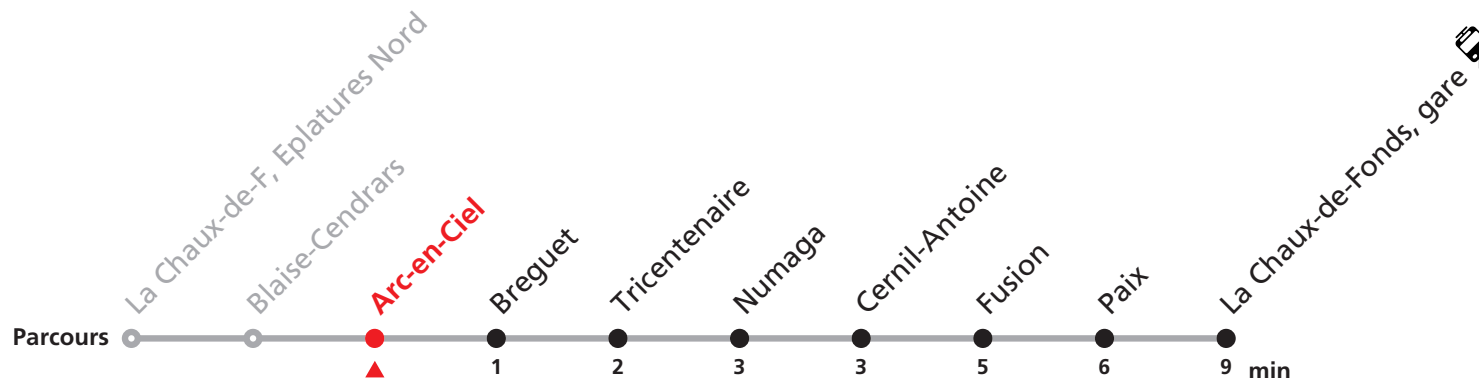 La Chaux-de-F, Eplatures Nord
Blaise-Cendrars
Arc-en-Ciel
Breguet
Tricentenaire
Numaga
Cernil-Antoine
Fusion
Paix
La Chaux-de-Fonds, gare
Parcours
1 2 3 3 5 6 9 min